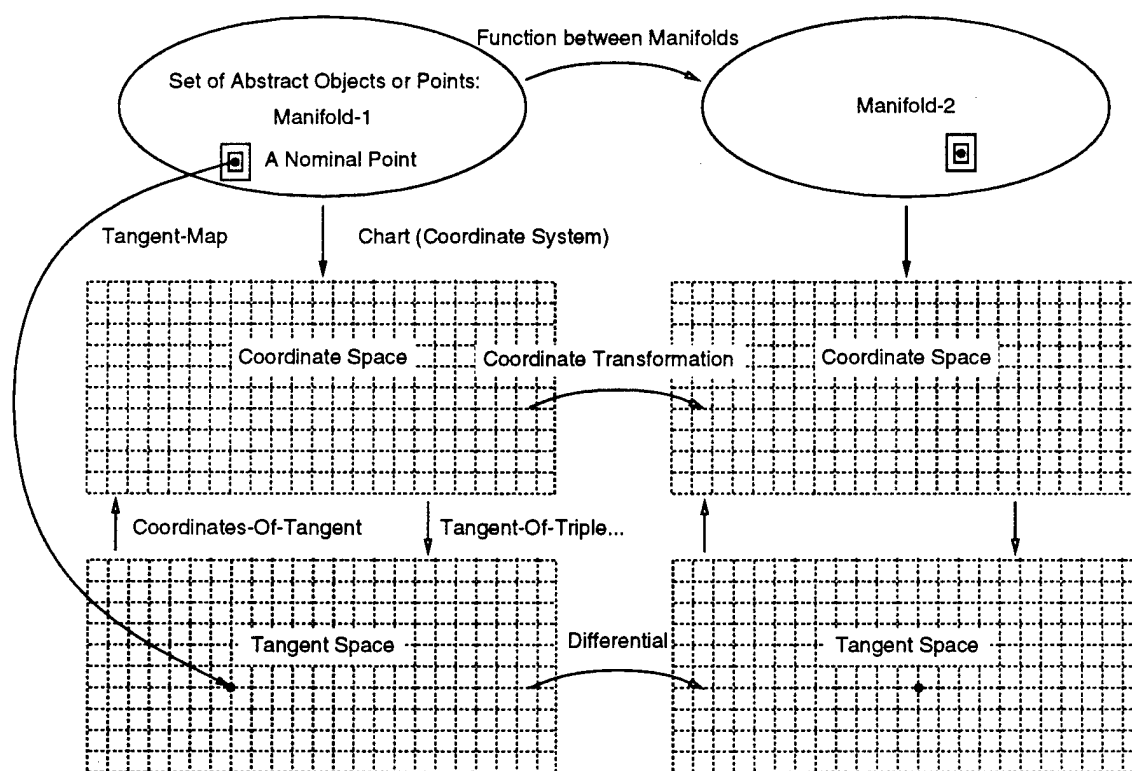 Function between Manifolds
Set of Abstract Objects or Points:
Manifold-1
Manifold-2
A Nominal Point
Tangent-Map
Chart (Coordinate System)
Coordinate Space
Coordinate Transformation
Coordinate Space
Coordinates-Of-Tangent
Tangent-Of-Triple...
Tangent Space
Differential
Tangent Space